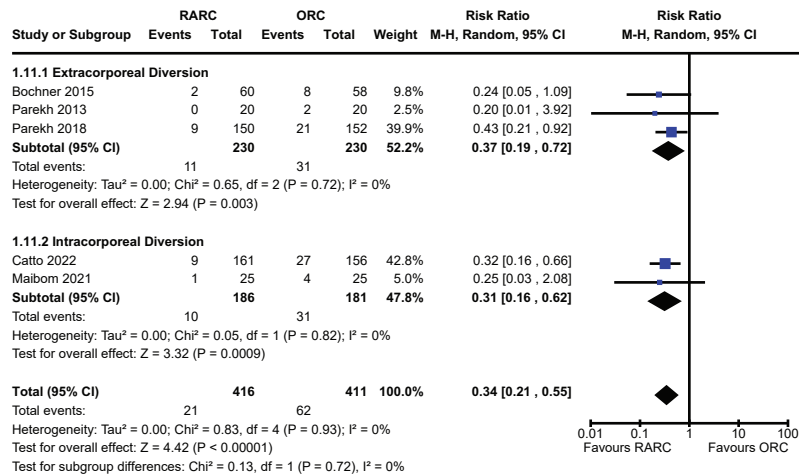 RARC ORC Risk Ratio Risk Ratio
Study or Subgroup Events Total Events Total Weight M-H, Random, 95% CI M-H, Random, 95% CI
1.11.1 Extracorporeal Diversion
Bochner 2015 2 60 8 58 9.8% 0.24 [0.05 , 1.09]
Parekh 2013 0 20 2 20 2.5% 0.20 [0.01 , 3.92]
Parekh 2018 9 150 21 152 39.9% 0.43 [0.21 , 0.92]
Subtotal (95% CI) 230 230 52.2% 0.37 [0.19 , 0.72]
Total events: 11 31
Heterogeneity: Tau² = 0.00; Chi² = 0.65, df = 2 (P = 0.72); I² = 0%
Test for overall effect: Z = 2.94 (P = 0.003)
1.11.2 Intracorporeal Diversion
Catto 2022 9 161 27 156 42.8% 0.32 [0.16 , 0.66]
Maibom 2021 1 25 4 25 5.0% 0.25 [0.03 , 2.08]
Subtotal (95% CI) 186 181 47.8% 0.31 [0.16 , 0.62]
Total events: 10 31
Heterogeneity: Tau² = 0.00; Chi² = 0.05, df = 1 (P = 0.82); I² = 0%
Test for overall effect: Z = 3.32 (P = 0.0009)
Total (95% CI) 416 411 100.0% 0.34 [0.21 , 0.55]
Total events: 21 62
Heterogeneity: Tau² = 0.00; Chi² = 0.83, df = 4 (P = 0.93); I² = 0%
0.01 0.1 1 10 100
Test for overall effect: Z = 4.42 (P < 0.00001)
Favours RARC Favours ORC
Test for subgroup differences: Chi² = 0.13, df = 1 (P = 0.72), I² = 0%